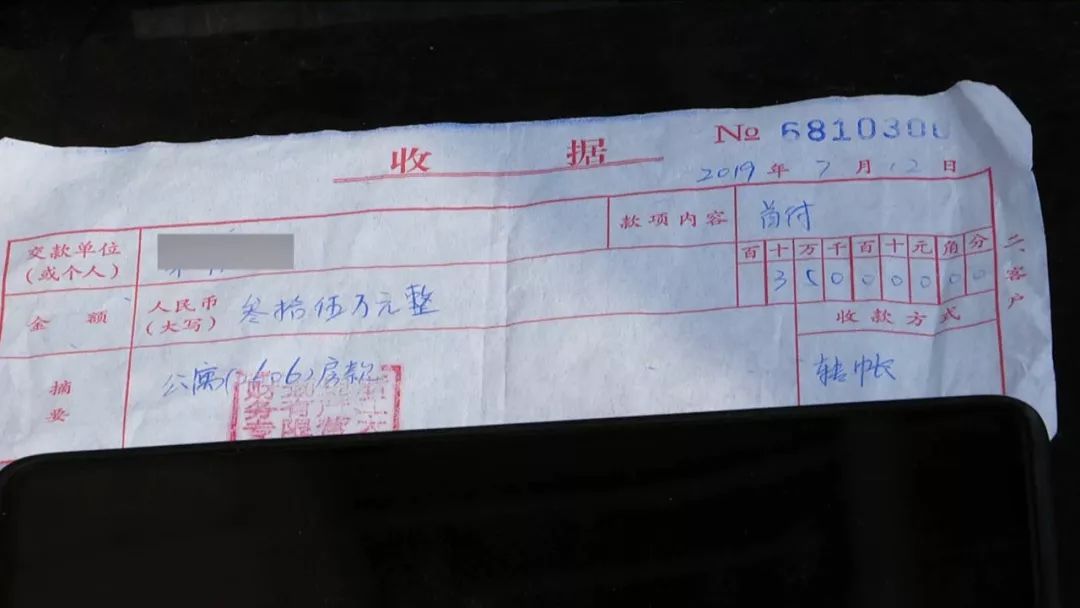 收 据
№ 6810300
2019 年 7 月 12 日
交款单位
(或个人)
款项内容 首付
金 额
人民币
(大写) 叁拾伍万元整
百 十 万 千 百 十 元 角 分
3 5 0 0 0 0 0 0
收款方式
转帐
摘
要
公寓(3606)房款
二 客 户